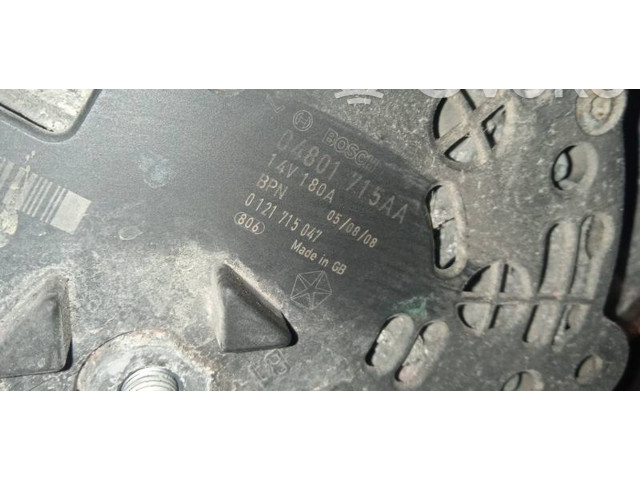 BOSCH
04801 715AA
14V 180A
BPN 05/08/08
0 121 715 047
806 Made in GB